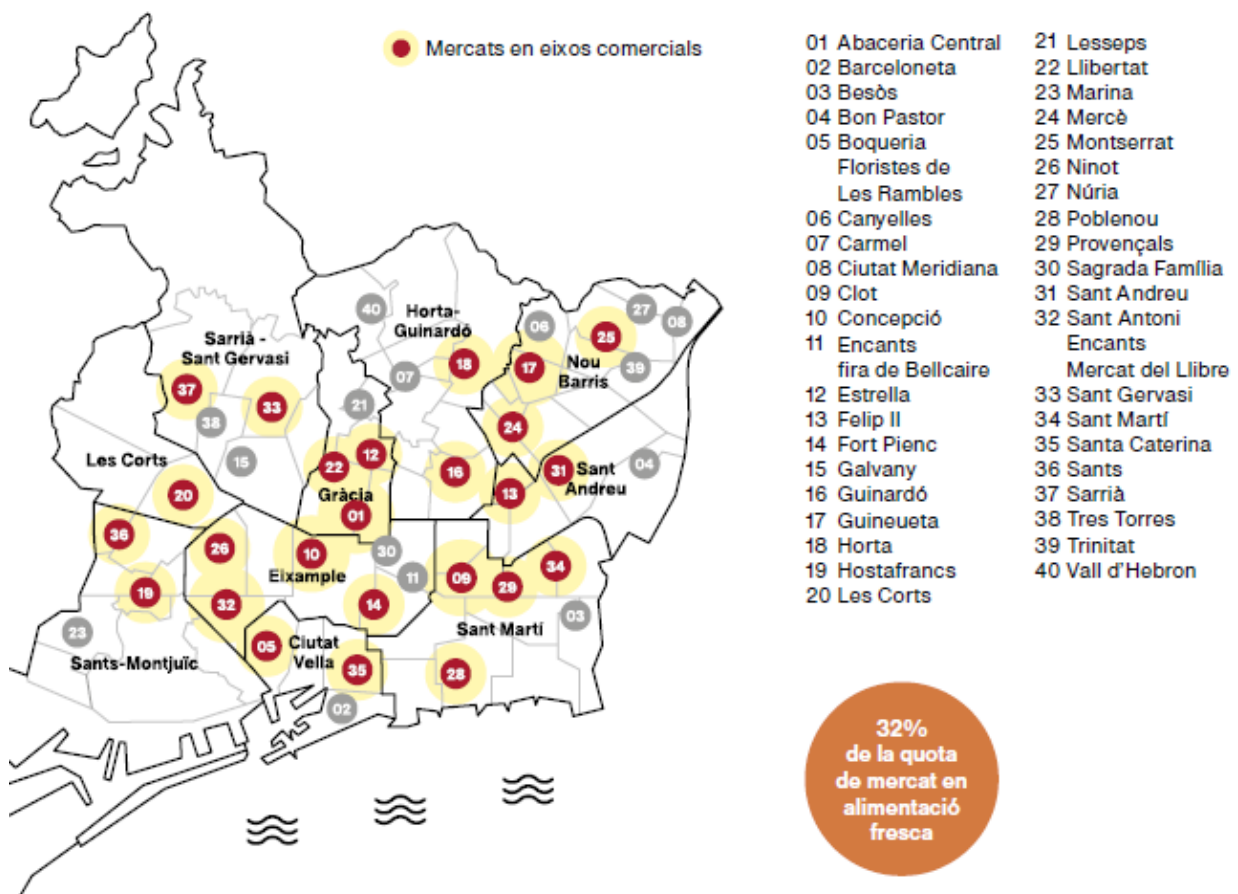 Mercats en eixos comercials
40
Horta-
Guinardó
27
08
06
25
Sarrià -
Sant Gervasi
18
17
Nou
Barris
39
07
37
33
21
38
24
12
Les Corts
15
22
16
31
Sant
Andreu
04
20
Gràcia
13
01
36
26
10
30
34
Eixample
11
09
29
19
32
14
03
23
Sant Martí
05
Ciutat
Vella
Sants-Montjuïc
35
28
02
01 Abaceria Central
02 Barceloneta
03 Besòs
04 Bon Pastor
05 Boqueria
Floristes de
Les Rambles
06 Canyelles
07 Carmel
08 Ciutat Meridiana
09 Clot
10 Concepció
11 Encants
fira de Bellcaire
12 Estrella
13 Felip II
14 Fort Pienc
15 Galvany
16 Guinardó
17 Guineueta
18 Horta
19 Hostafrancs
20 Les Corts
21 Lesseps
22 Llibertat
23 Marina
24 Mercè
25 Montserrat
26 Ninot
27 Núria
28 Poblenou
29 Provençals
30 Sagrada Família
31 Sant Andreu
32 Sant Antoni
Encants
Mercat del Llibre
33 Sant Gervasi
34 Sant Martí
35 Santa Caterina
36 Sants
37 Sarrià
38 Tres Torres
39 Trinitat
40 Vall d'Hebron
32%
de la quota
de mercat en
alimentació
fresca